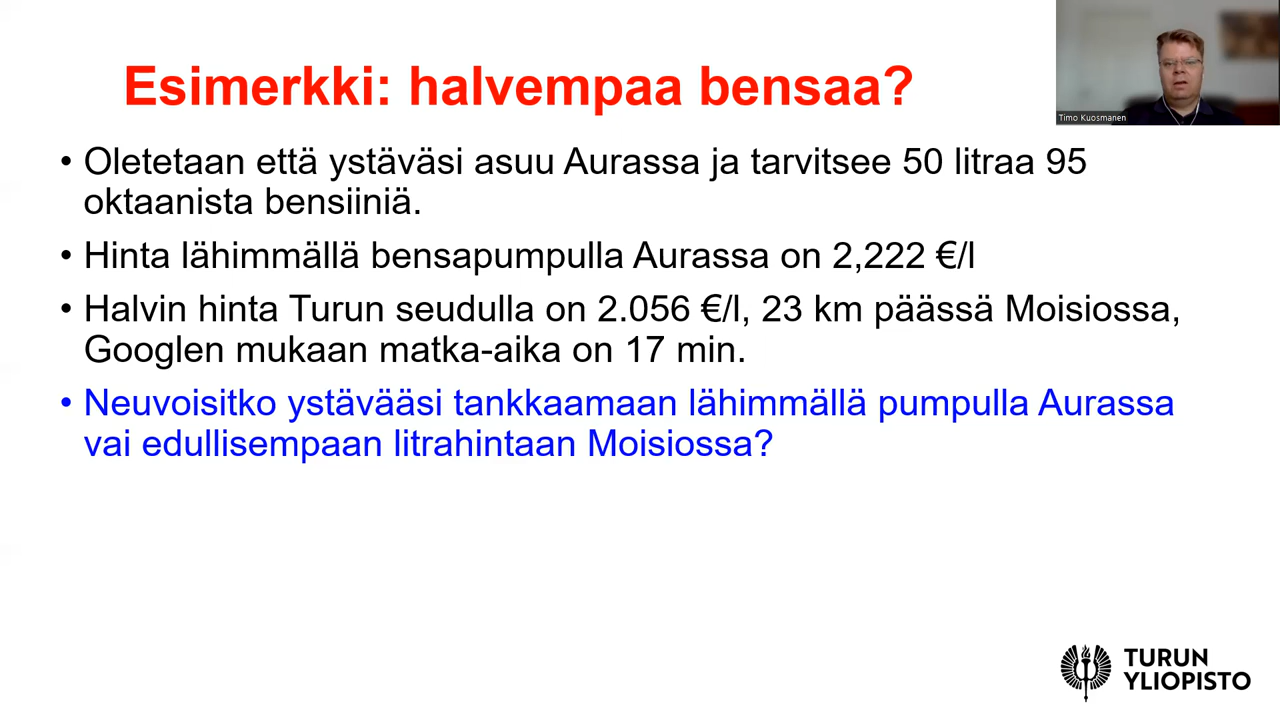 Esimerkki: halvempaa bensaa?
Timo Kuosmanen
• Oletetaan että ystäväsi asuu Aurassa ja tarvitsee 50 litraa 95
oktaanista bensiiniä.
• Hinta lähimmällä bensapumpulla Aurassa on 2,222 €/l
• Halvin hinta Turun seudulla on 2.056 €/l, 23 km päässä Moisiossa,
Googlen mukaan matka-aika on 17 min.
• Neuvoisitko ystävääsi tankkaamaan lähimmällä pumpulla Aurassa
vai edullisempaan litrahintaan Moisiossa?
TURUN
YLIOPISTO